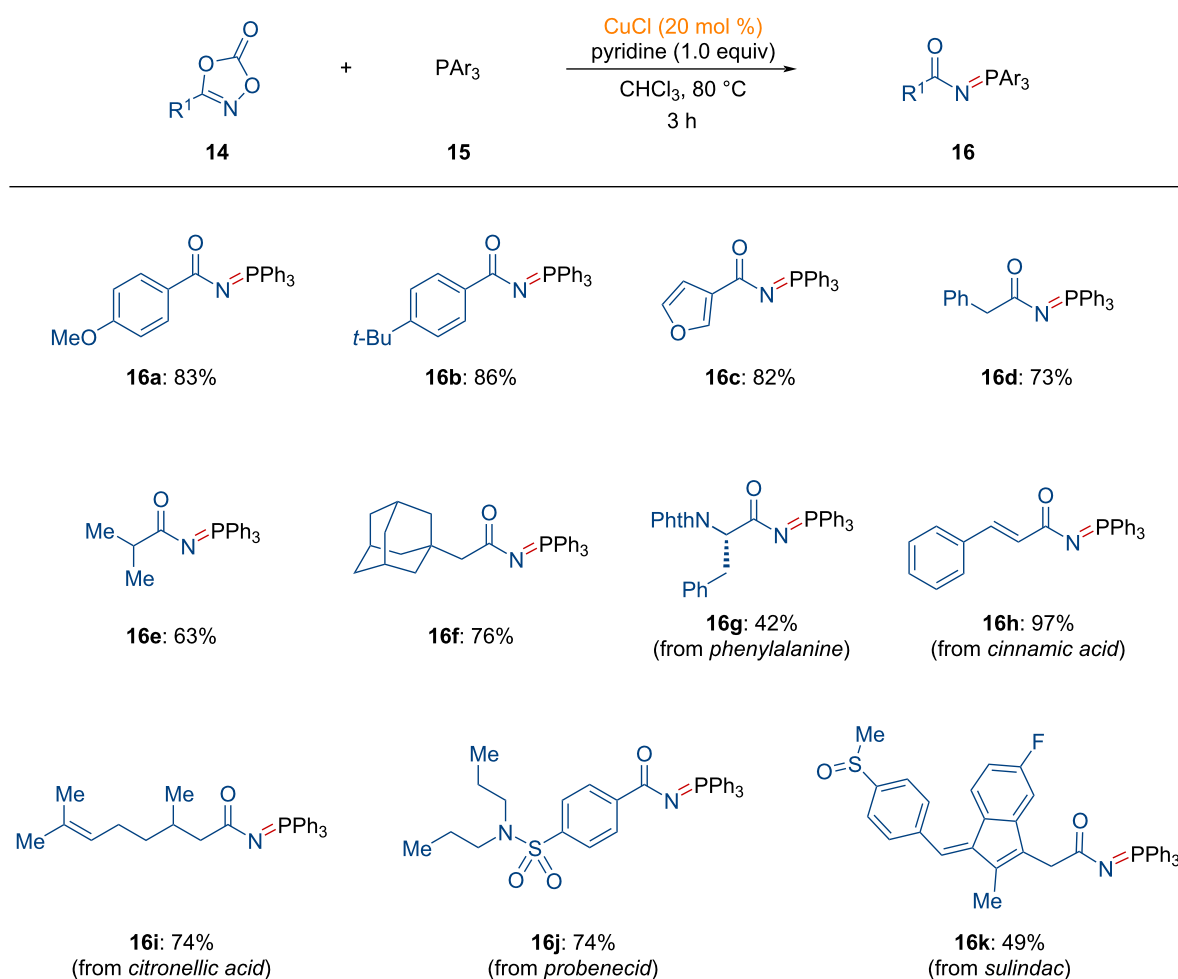 CuCl (20 mol %)
pyridine (1.0 equiv)
CHCl3, 80 °C
3 h
O
O
O
N
R1
+
PAr3
O
R1
N
PAr3
14
15
16
O
N
PPh3
MeO
16a: 83%
O
N
PPh3
t-Bu
16b: 86%
O
N
PPh3
O
16c: 82%
O
Ph
N
PPh3
16d: 73%
O
Me
N
PPh3
Me
16e: 63%
O
N
PPh3
16f: 76%
O
PhthN
N
PPh3
Ph
16g: 42%
(from phenylalanine)
O
N
PPh3
16h: 97%
(from cinnamic acid)
Me
Me
O
Me
N
PPh3
16i: 74%
(from citronellic acid)
Me
O
N
PPh3
Me
N
S
O
O
16j: 74%
(from probenecid)
Me
S
O
F
O
N
PPh3
Me
16k: 49%
(from sulindac)